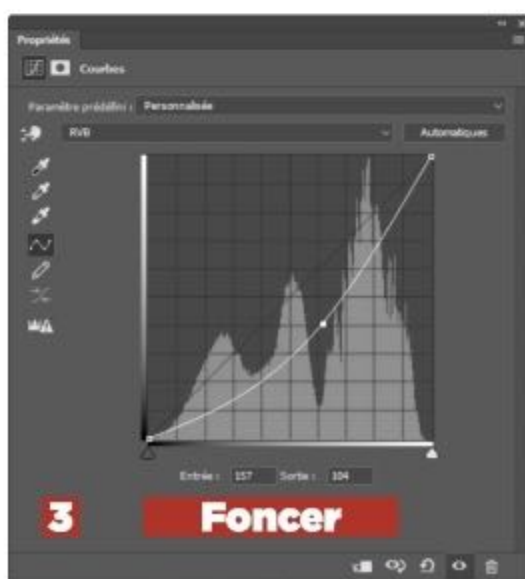 Propriétés
Courbes
Paramètre prédéfini : Personnalisée
RVB
Automatiques
Entrée : 157 Sortie : 104
3 Foncer